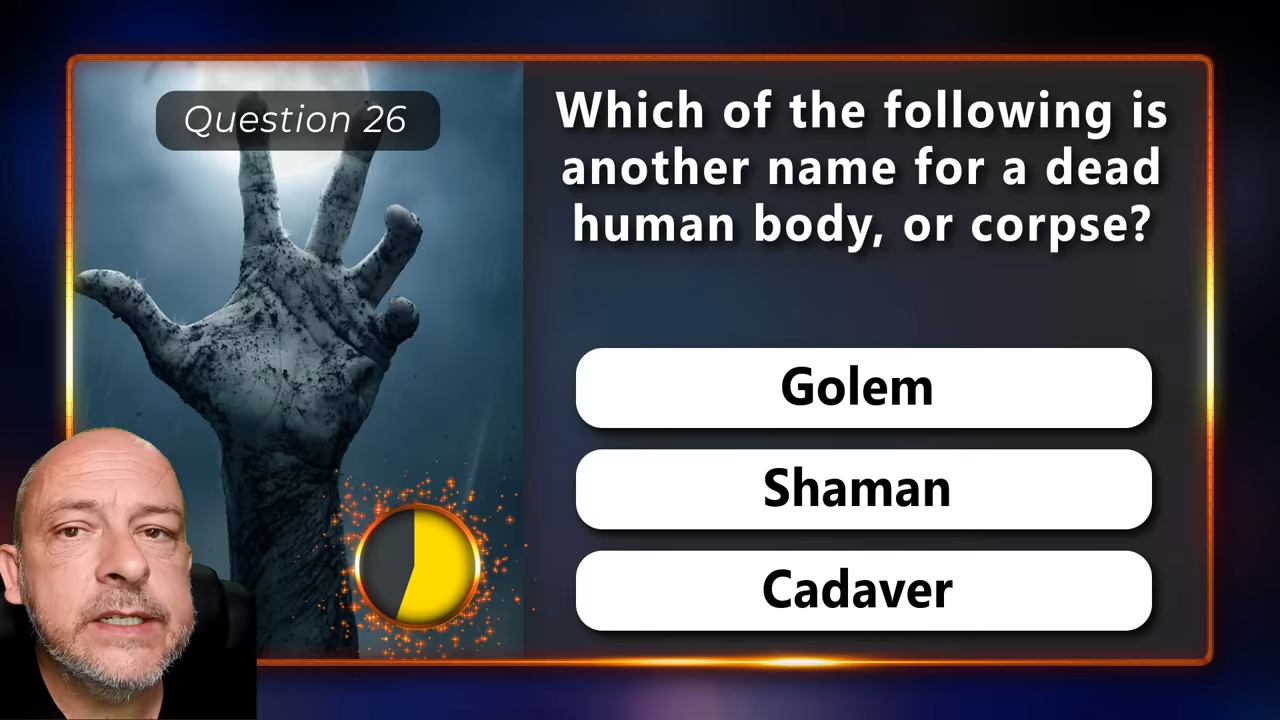 Question 26
Which of the following is
another name for a dead
human body, or corpse?
Golem
Shaman
Cadaver